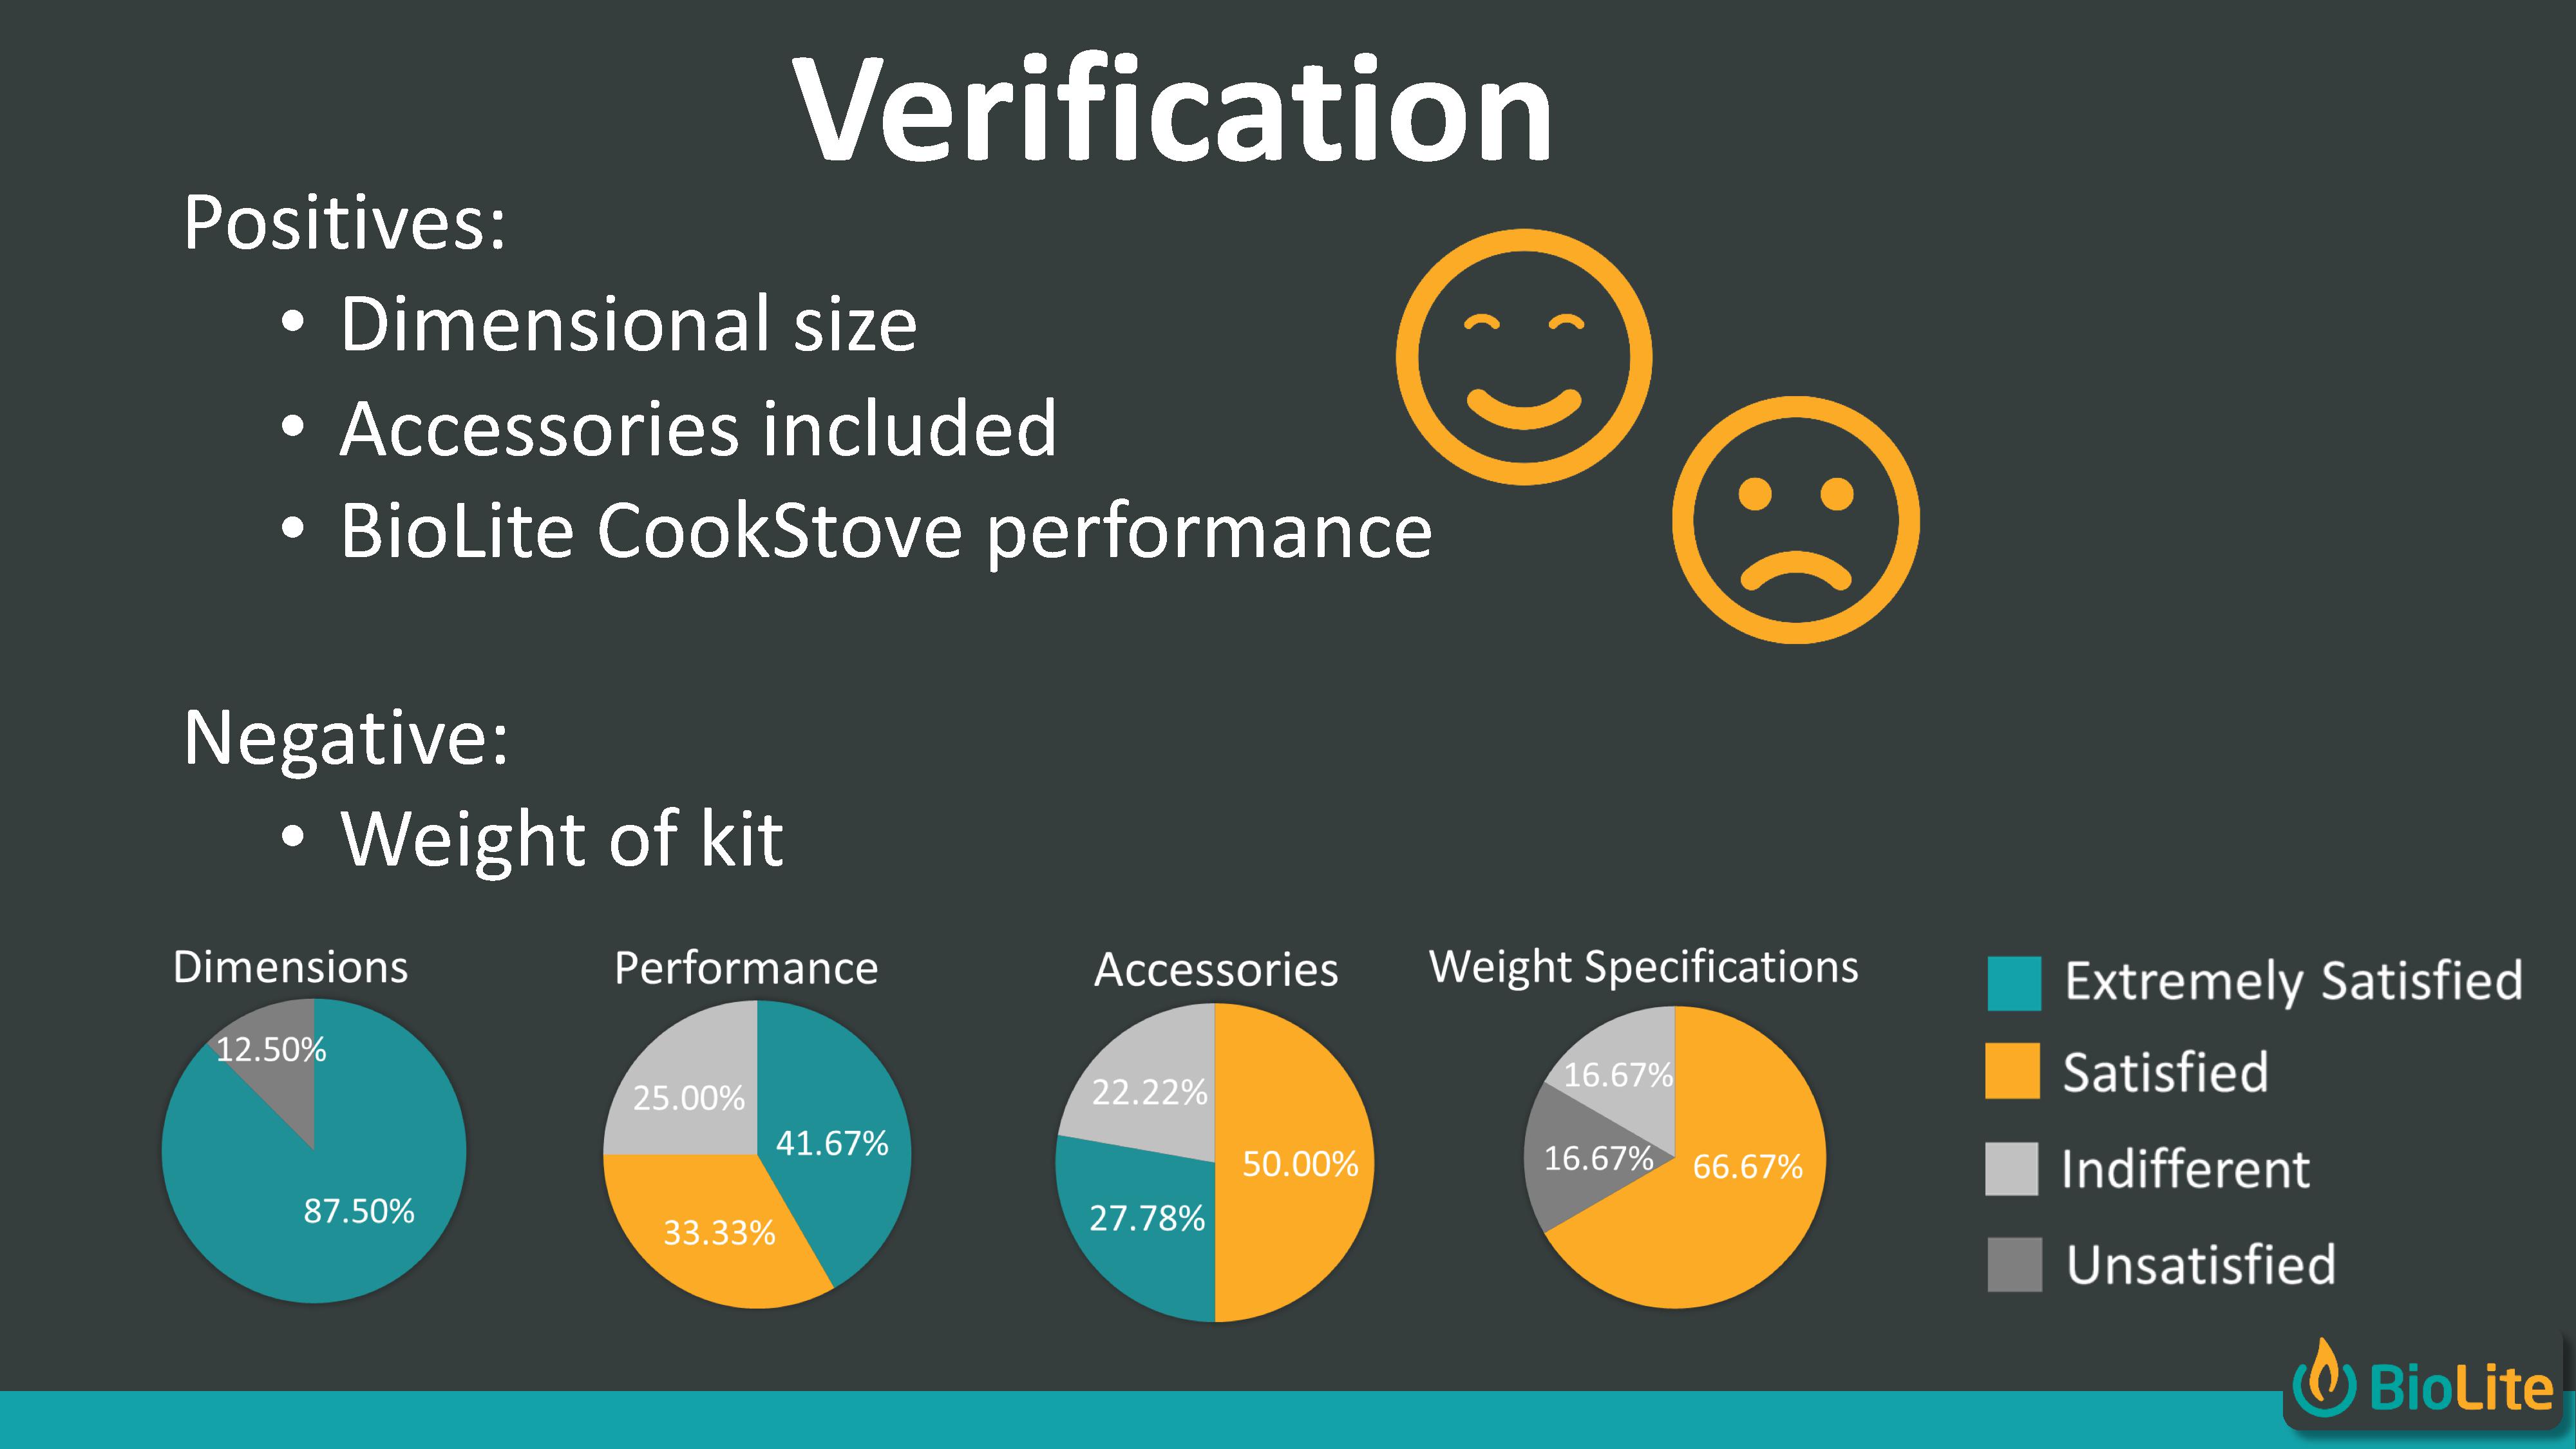 Verification
Positives:
• Dimensional size
• Accessories included
• BioLite CookStove performance
Negative:
• Weight of kit
Dimensions
12.50%
87.50%
Performance
25.00%
41.67%
33.33%
Accessories
22.22%
50.00%
27.78%
Weight Specifications
16.67%
16.67%
66.67%
Extremely Satisfied
Satisfied
Indifferent
Unsatisfied
BioLite